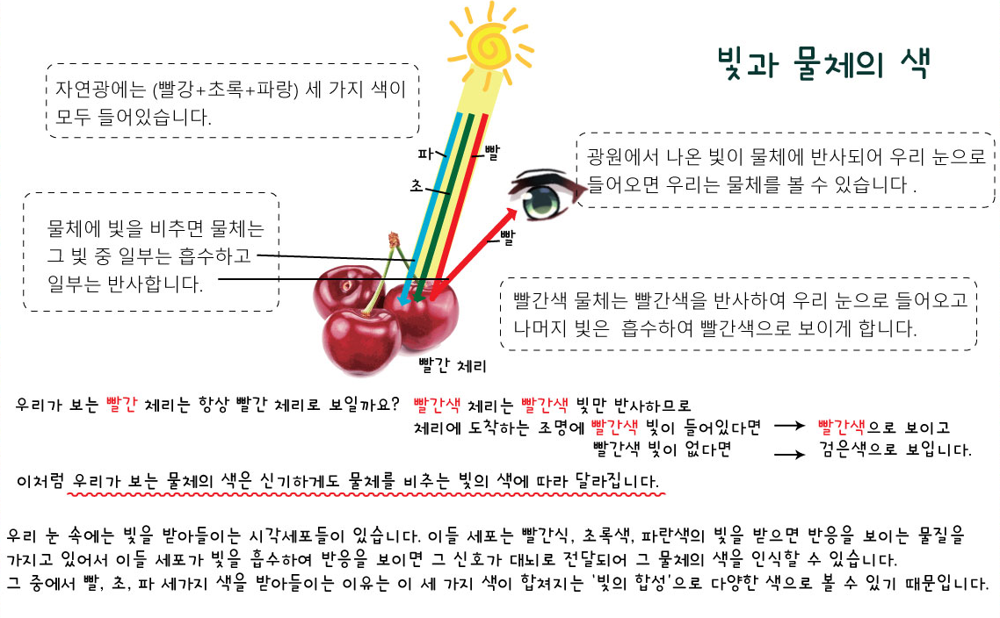 빛과 물체의 색
자연광에는 (빨강+초록+파랑) 세 가지 색이
모두 들어있습니다.
파
빨
초
광원에서 나온 빛이 물체에 반사되어 우리 눈으로
들어오면 우리는 물체를 볼 수 있습니다 .
물체에 빛을 비추면 물체는
그 빛 중 일부는 흡수하고
일부는 반사합니다.
빨
빨간색 물체는 빨간색을 반사하여 우리 눈으로 들어오고
나머지 빛은 흡수하여 빨간색으로 보이게 합니다.
빨간 체리
우리가 보는 빨간 체리는 항상 빨간 체리로 보일까요? 빨간색 체리는 빨간색 빛만 반사하므로
체리에 도착하는 조명에 빨간색 빛이 들어있다면 → 빨간색으로 보이고
빨간색 빛이 없다면 → 검은색으로 보입니다.
이처럼 우리가 보는 물체의 색은 신기하게도 물체를 비추는 빛의 색에 따라 달라집니다.
우리 눈 속에는 빛을 받아들이는 시각세포들이 있습니다. 이들 세포는 빨간식, 초록색, 파란색의 빛을 받으면 반응을 보이는 물질을
가지고 있어서 이들 세포가 빛을 흡수하여 반응을 보이면 그 신호가 대뇌로 전달되어 그 물체의 색을 인식할 수 있습니다.
그 중에서 빨, 초, 파 세가지 색을 받아들이는 이유는 이 세 가지 색이 합쳐지는 '빛의 합성'으로 다양한 색으로 볼 수 있기 때문입니다.